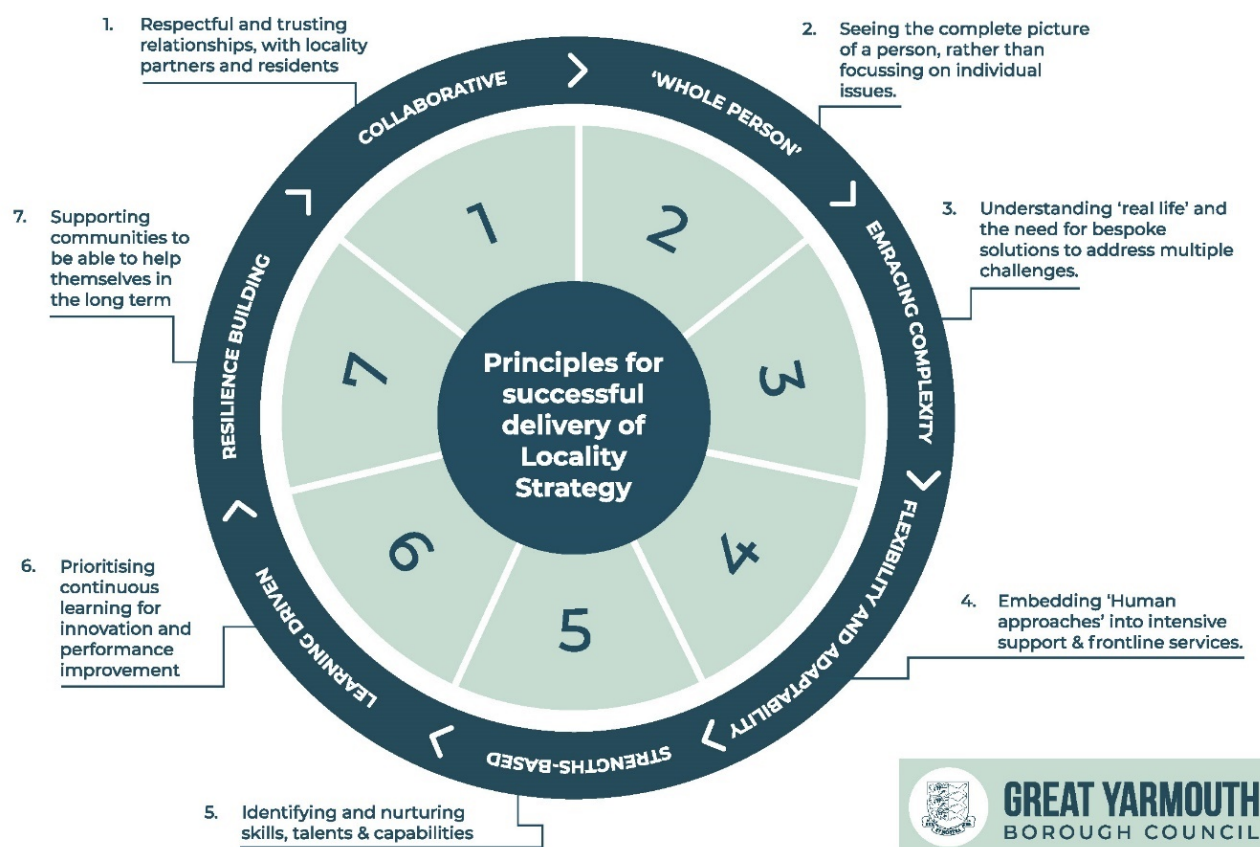 1. Respectful and trusting
relationships, with locality
partners and residents
2. Seeing the complete picture
of a person, rather than
focussing on individual
issues.
3. Understanding ‘real life’ and
the need for bespoke
solutions to address multiple
challenges.
4. Embedding ‘Human
approaches’ into intensive
support & frontline services.
5. Identifying and nurturing
skills, talents & capabilities
6. Prioritising
continuous
learning for
innovation and
performance
improvement
7. Supporting
communities to
be able to help
themselves in
the long term
COLLABORATIVE
‘WHOLE PERSON’
EMRACING COMPLEXITY
FLEXIBILITY AND ADAPTABILITY
STRENGTHS-BASED
LEARNING DRIVEN
RESILIENCE BUILDING
1
2
3
4
5
6
7
Principles for
successful
delivery of
Locality
Strategy
GREAT YARMOUTH
BOROUGH COUNCIL